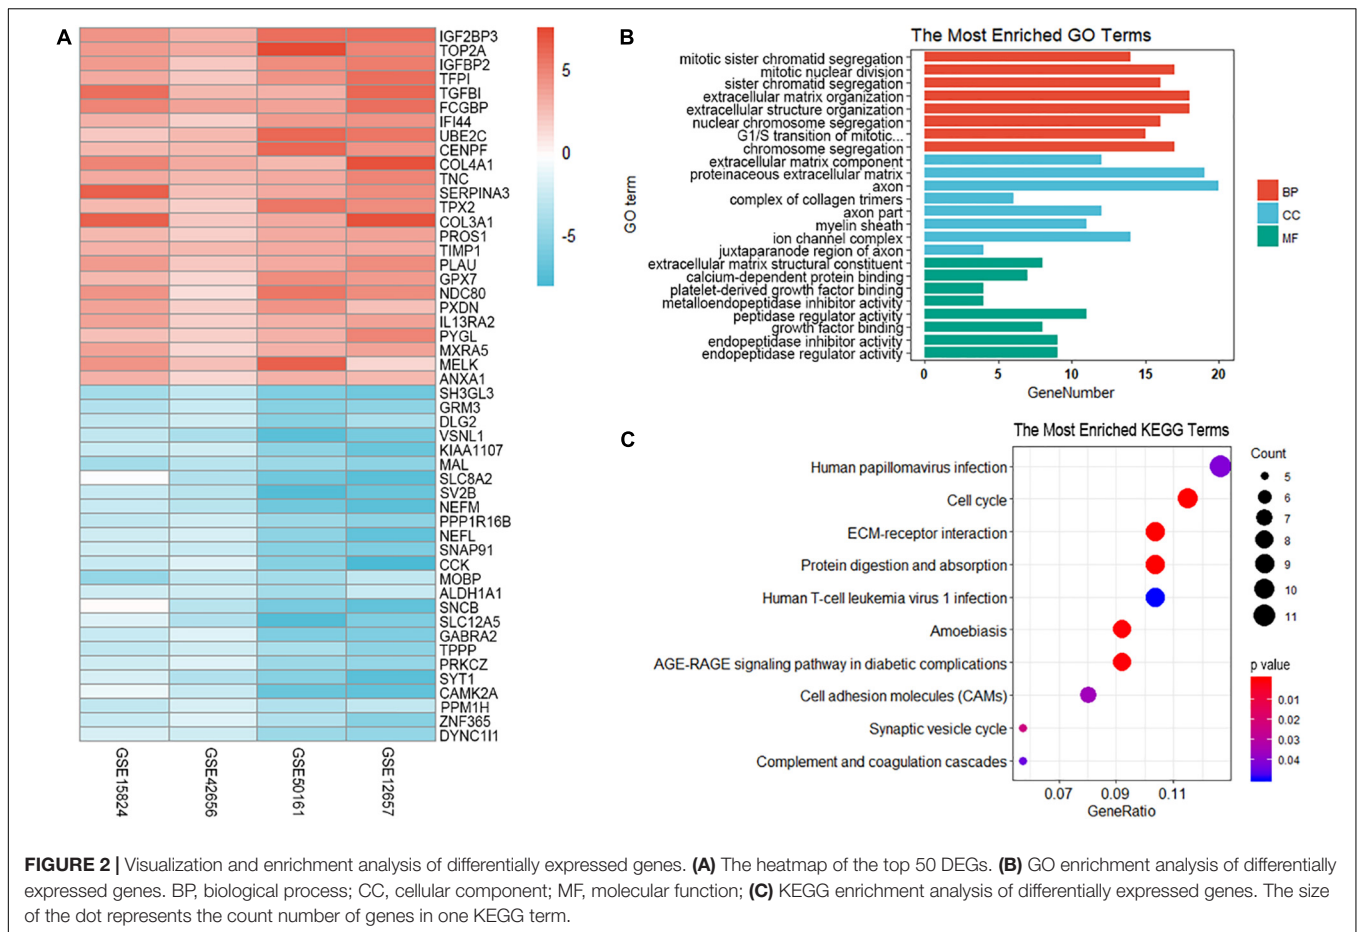 A
IGF2BP3
TOP2A
IGFBP2
TFPI
TGFBI
FCGBP
IFI44
UBE2C
CENPF
COL4A1
TNC
SERPINA3
TPX2
COL3A1
PROS1
TIMP1
PLAU
GPX7
NDC80
PXDN
IL13RA2
PYGL
MXRA5
MELK
ANXA1
SH3GL3
GRM3
DLG2
VSNL1
KIAA1107
MAL
SLC8A2
SV2B
NEFM
PPP1R16B
NEFL
SNAP91
CCK
MOBP
ALDH1A1
SNCB
SLC12A5
GABRA2
TPPP
PRKCZ
SYT1
CAMK2A
PPM1H
ZNF365
DYNC1I1
GSE15824
GSE42656
GSE50161
GSE12657
5
0
-5
B
The Most Enriched GO Terms
GO term
mitotic sister chromatid segregation
mitotic nuclear division
sister chromatid segregation
extracellular matrix organization
extracellular structure organization
nuclear chromosome segregation
G1/S transition of mitotic...
chromosome segregation
extracellular matrix component
proteinaceous extracellular matrix
axon
complex of collagen trimers
axon part
myelin sheath
ion channel complex
juxtaparanode region of axon
extracellular matrix structural constituent
calcium-dependent protein binding
platelet-derived growth factor binding
metalloendopeptidase inhibitor activity
peptidase regulator activity
growth factor binding
endopeptidase inhibitor activity
endopeptidase regulator activity
0 5 10 15 20
GeneNumber
BP
CC
MF
C
The Most Enriched KEGG Terms
Human papillomavirus infection
Cell cycle
ECM-receptor interaction
Protein digestion and absorption
Human T-cell leukemia virus 1 infection
Amoebiasis
AGE-RAGE signaling pathway in diabetic complications
Cell adhesion molecules (CAMs)
Synaptic vesicle cycle
Complement and coagulation cascades
0.07 0.09 0.11
GeneRatio
Count
5
6
7
8
9
10
11
p value
0.01
0.02
0.03
0.04
FIGURE 2 | Visualization and enrichment analysis of differentially expressed genes. (A) The heatmap of the top 50 DEGs. (B) GO enrichment analysis of differentially
expressed genes. BP, biological process; CC, cellular component; MF, molecular function; (C) KEGG enrichment analysis of differentially expressed genes. The size
of the dot represents the count number of genes in one KEGG term.